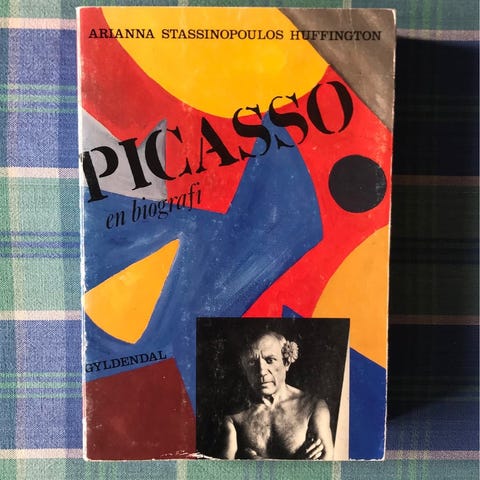 ARIANNA STASSINOPOULOS HUFFINGTON
PICASSO
en biografi
GYLDENDAL